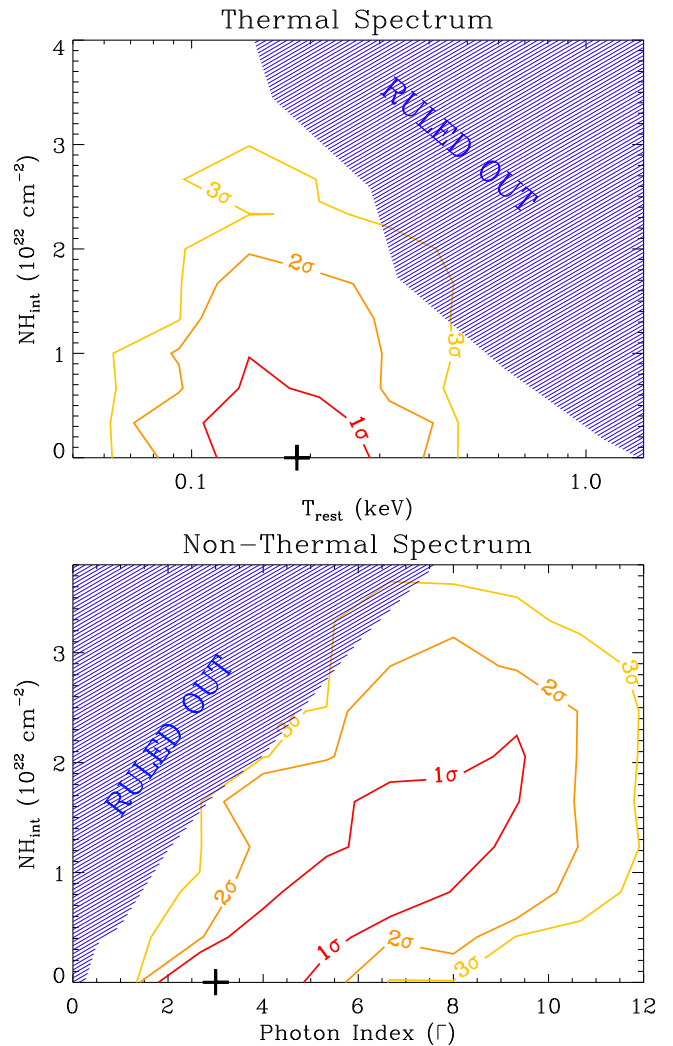 Thermal Spectrum
4
RULED OUT
3
3σ
NH_int (10^22 cm^−2)
2
2σ
3σ
1
1σ
0
0.1
1.0
T_rest (keV)
Non−Thermal Spectrum
RULED OUT
3
3σ
2σ
3σ
NH_int (10^22 cm^−2)
2
1σ
1
2σ
1σ
2σ
3σ
0
0
2
4
6
8
10
12
Photon Index (Γ)